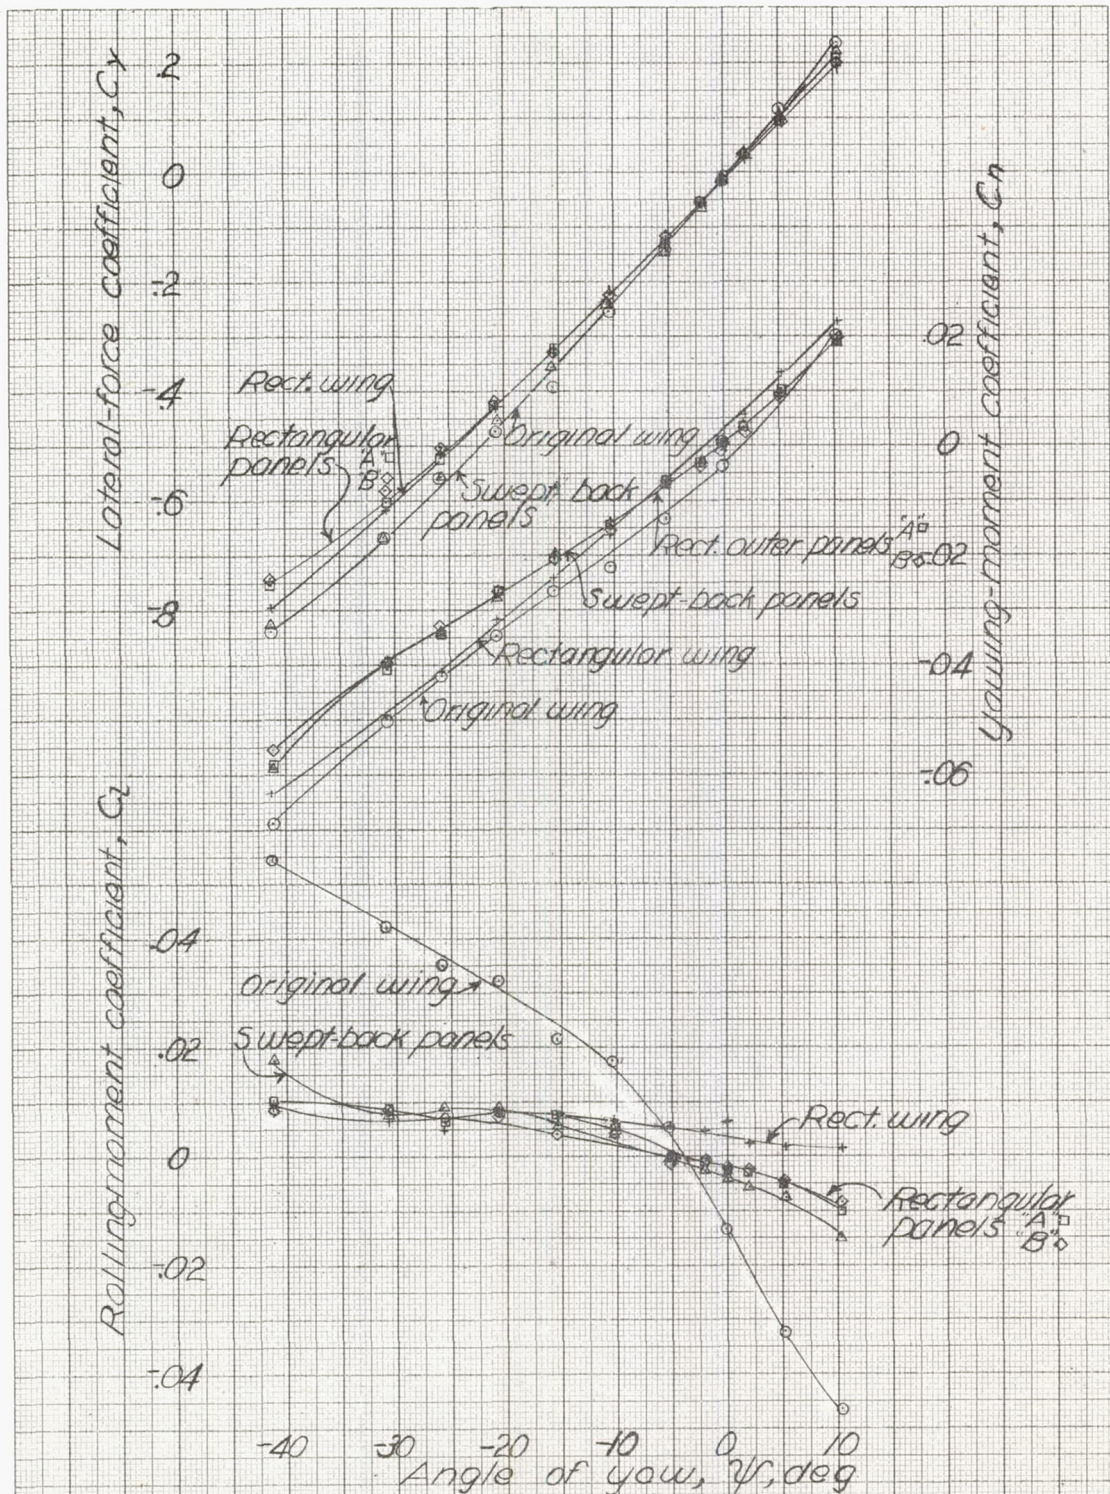 Lateral-force coefficient, Cy
.2
0
-.2
-.4
-.6
-.8
Yawing-moment coefficient, Cn
.02
0
-.02
-.04
-.06
Rect. wing
Rectangular
panels
"A"
"B"
Original wing
Swept back
panels
Rect. outer panels
"A"
B
Swept-back panels
Rectangular wing
Original wing
Rolling-moment coefficient, Cl
.04
.02
0
-.02
-.04
Original wing
Swept-back panels
Rect. wing
Rectangular
panels "A"
"B"
-40 -30 -20 -10 0 10
Angle of yaw, ψ, deg